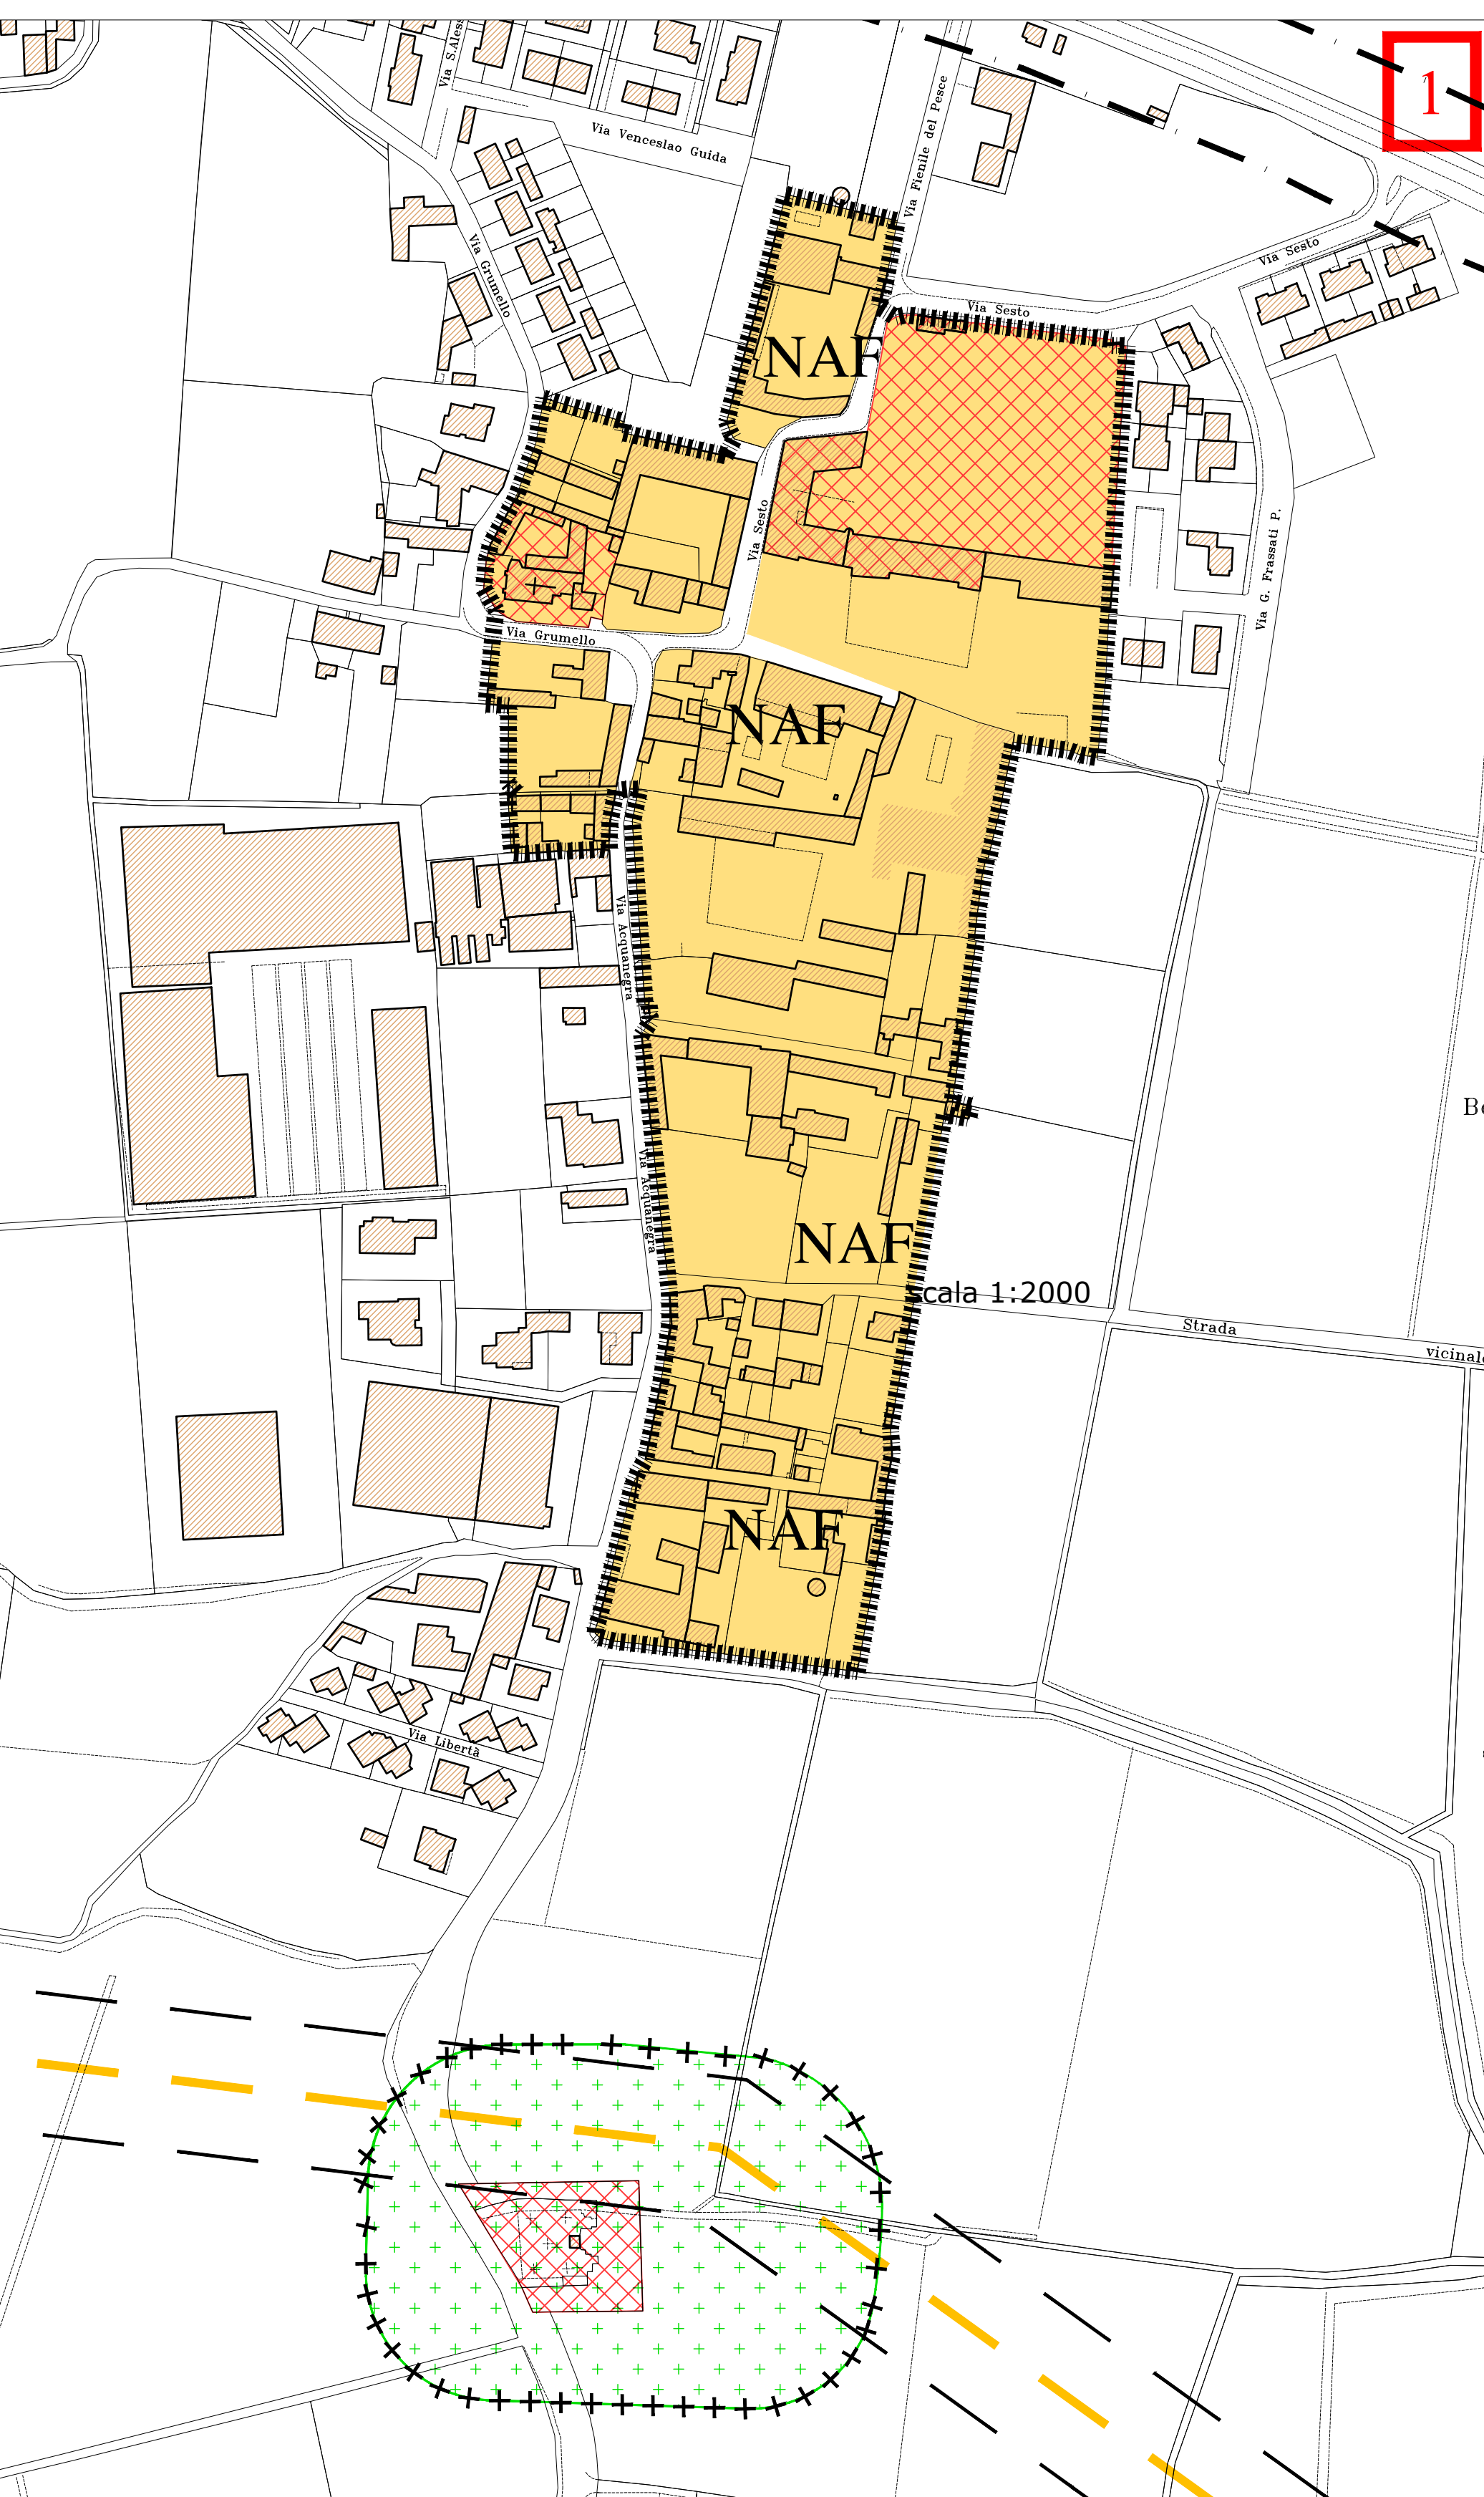 1
Via S.Aless
Via Venceslao Guida
Via Fienile del Pesce
Via Grumello
Via Sesto
Via Sesto
NAF
Via Sesto
Via G. Frassati P.
Via Grumello
NAF
Via Acquanegra
Via Acquanegra
NAF
scala 1:2000
Strada
vicinale
NAF
Via Libertà